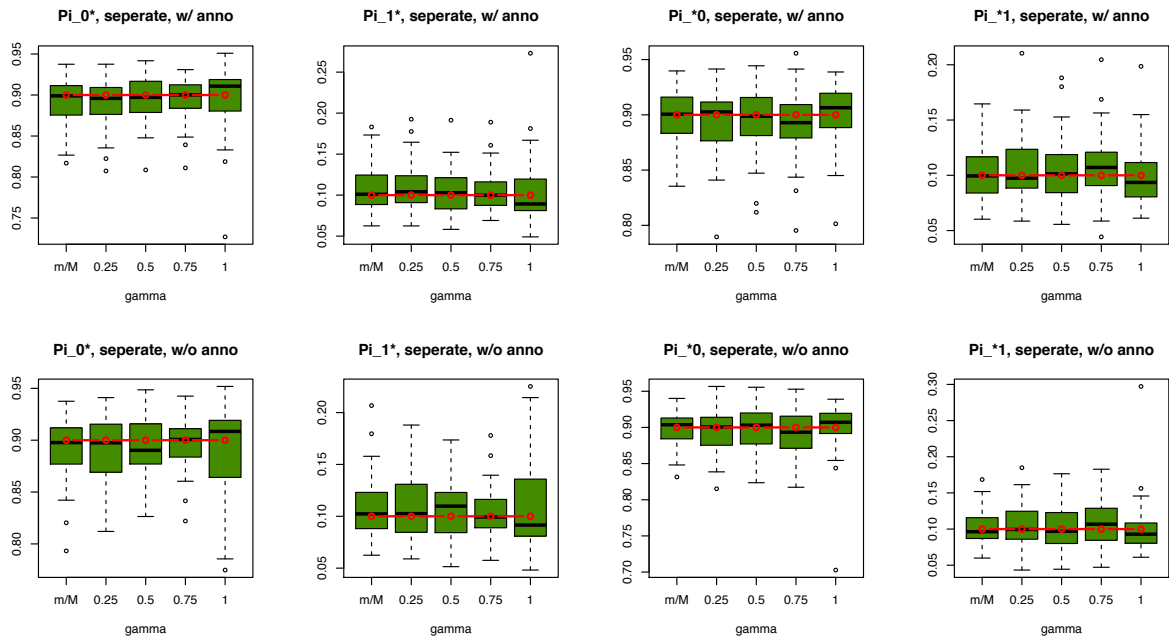 Pi_0*, seperate, w/ anno
Pi_1*, seperate, w/ anno
Pi_*0, seperate, w/ anno
Pi_*1, seperate, w/ anno
0.95
0.90
0.85
0.80
0.75
m/M 0.25 0.5 0.75 1
gamma
0.25
0.20
0.15
0.10
0.05
m/M 0.25 0.5 0.75 1
gamma
0.95
0.90
0.85
0.80
m/M 0.25 0.5 0.75 1
gamma
0.20
0.15
0.10
0.05
m/M 0.25 0.5 0.75 1
gamma
Pi_0*, seperate, w/o anno
Pi_1*, seperate, w/o anno
Pi_*0, seperate, w/o anno
Pi_*1, seperate, w/o anno
0.95
0.90
0.85
0.80
m/M 0.25 0.5 0.75 1
gamma
0.20
0.15
0.10
0.05
m/M 0.25 0.5 0.75 1
gamma
0.95
0.90
0.85
0.80
0.75
0.70
m/M 0.25 0.5 0.75 1
gamma
0.30
0.25
0.20
0.15
0.10
0.05
m/M 0.25 0.5 0.75 1
gamma